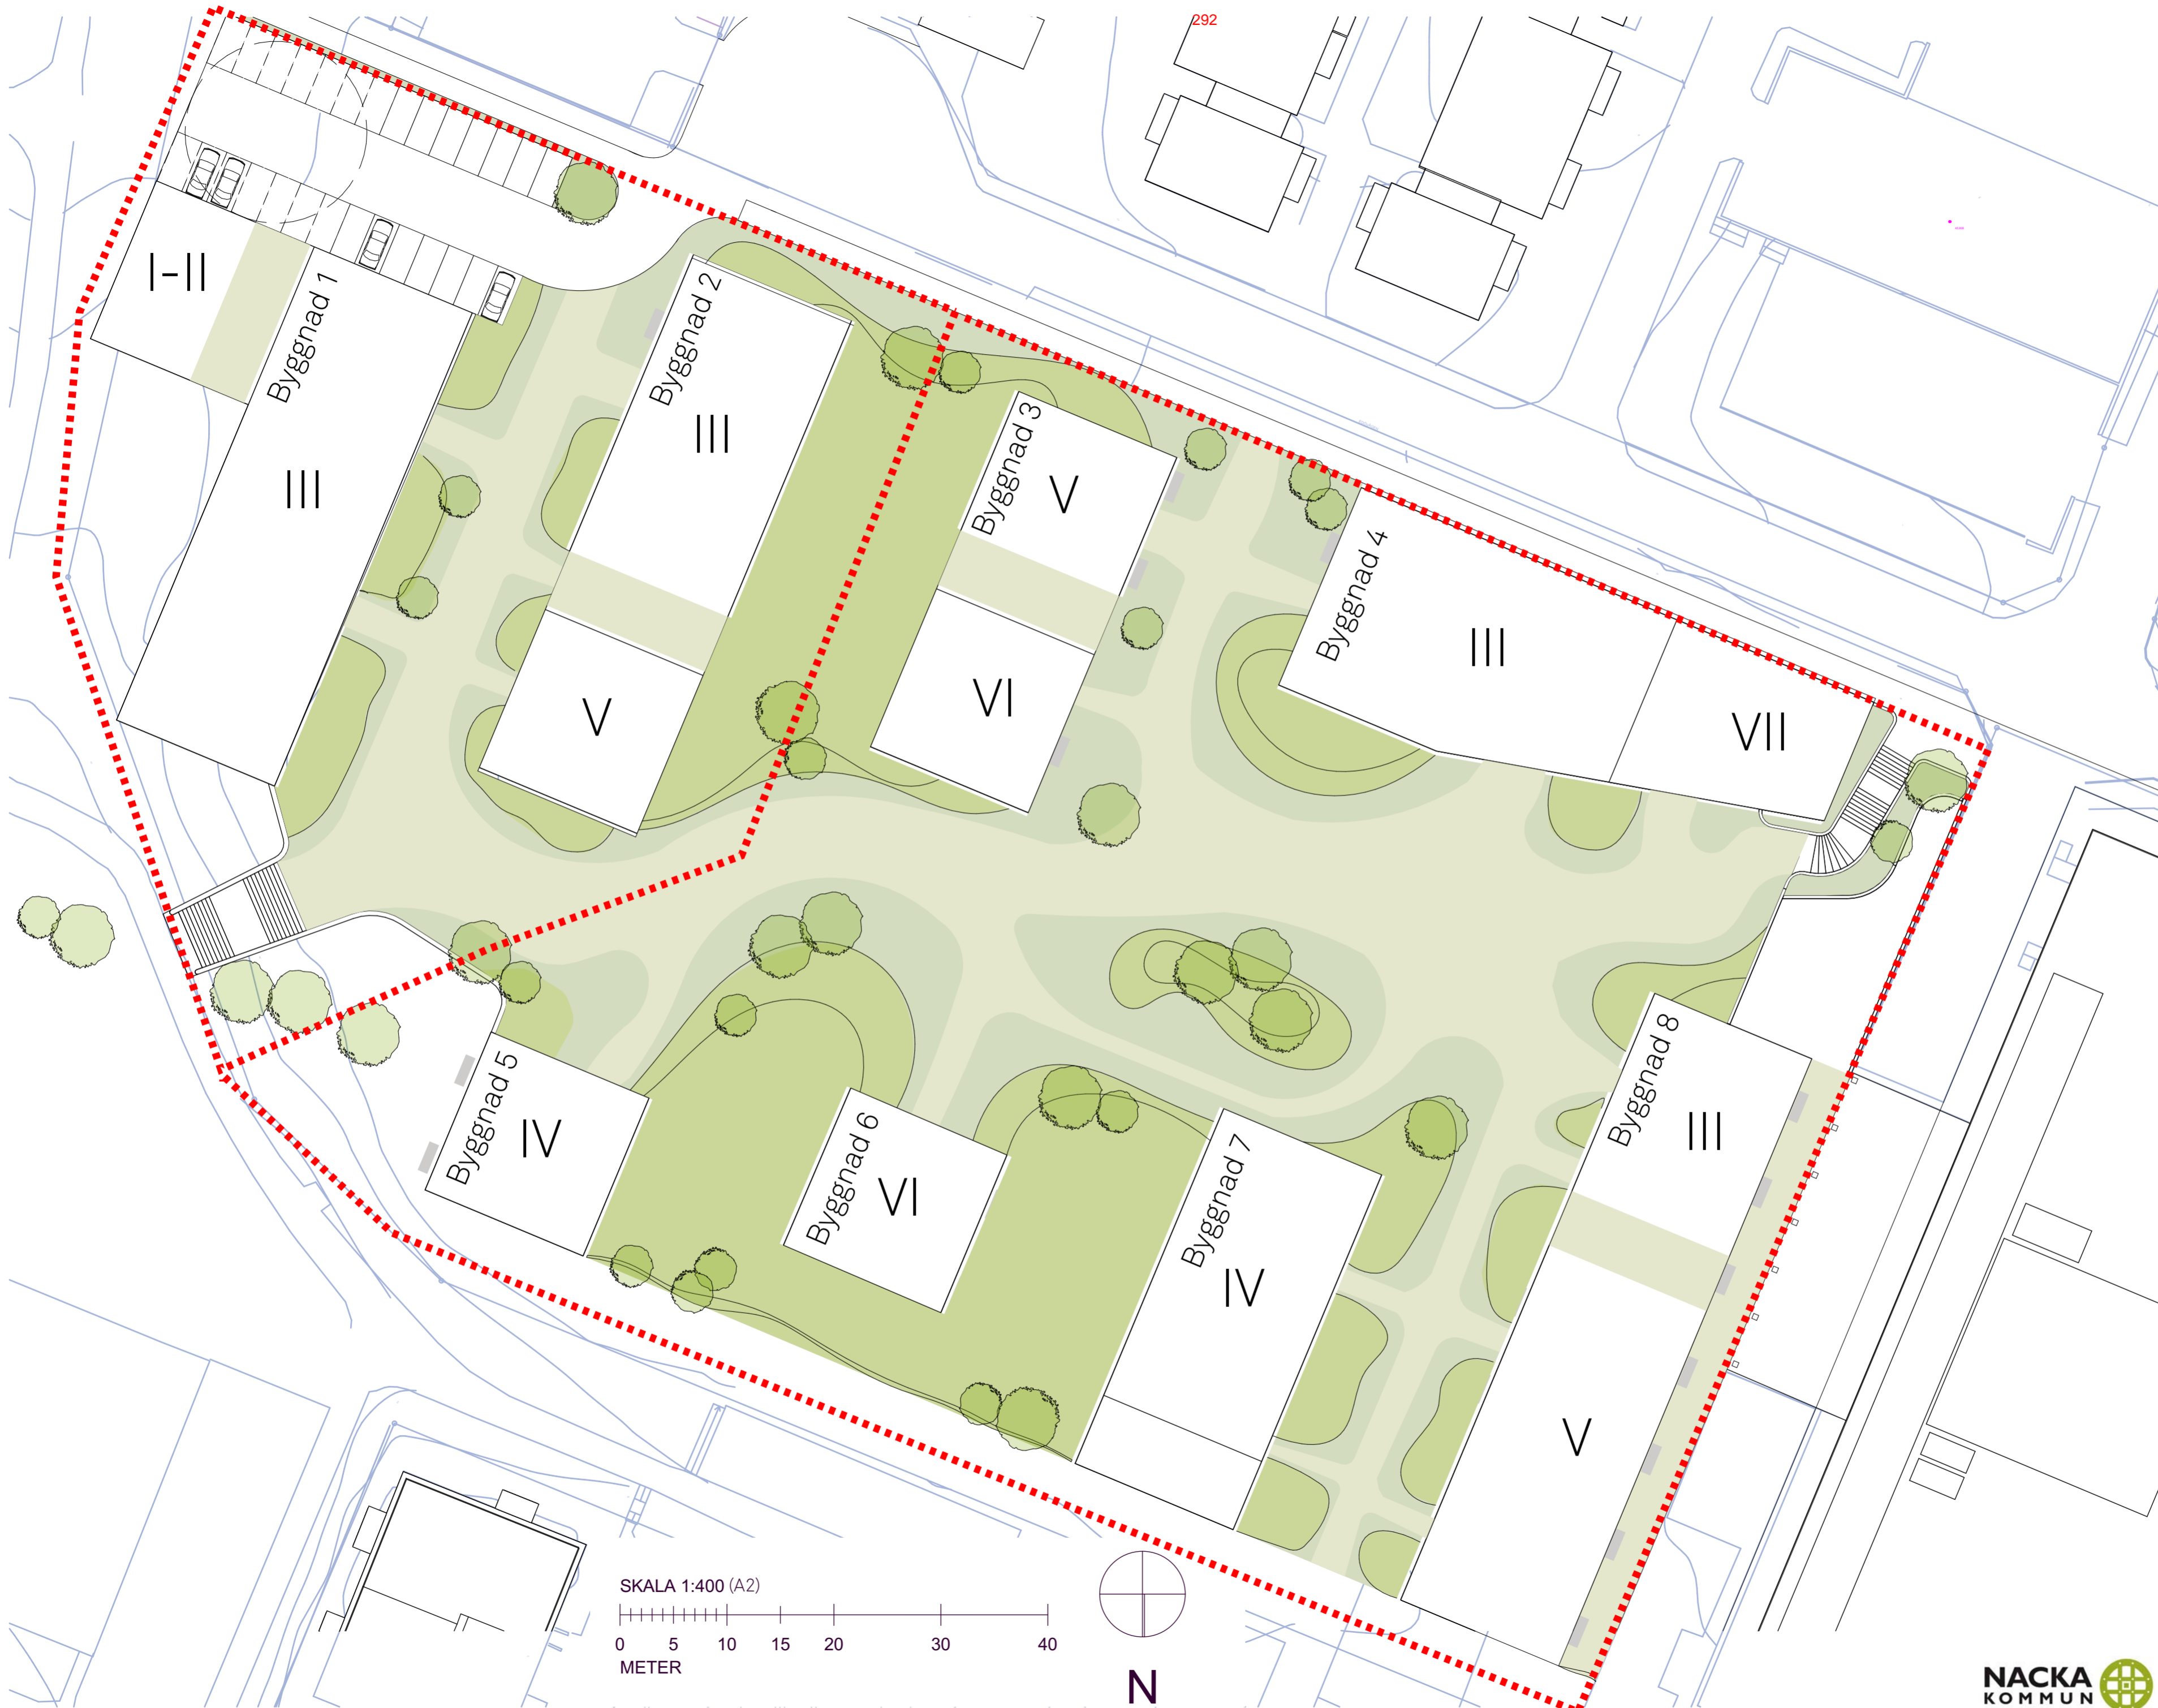 292
I-II
Byggnad 1
III
Byggnad 2
III
V
Byggnad 3
V
VI
Byggnad 4
III
VII
Byggnad 5
IV
Byggnad 6
VI
Byggnad 7
IV
Byggnad 8
III
V
SKALA 1:400 (A2)
0 5 10 15 20 30 40
METER
N
NACKA
KOMMUN